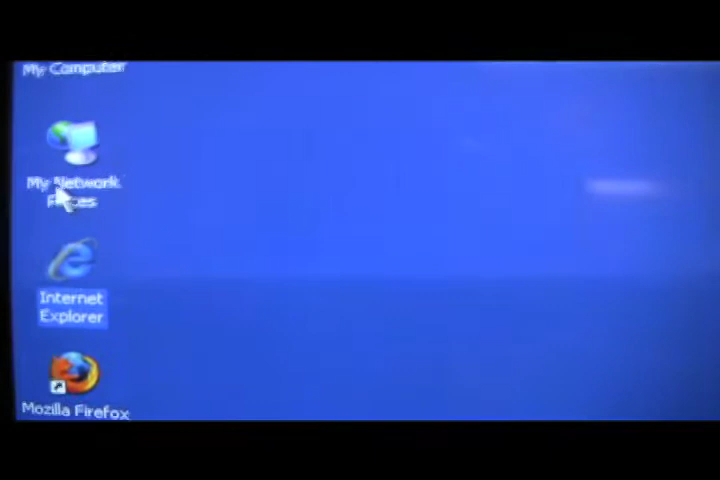 My Computer
My Network
Places
Internet
Explorer
Mozilla Firefox